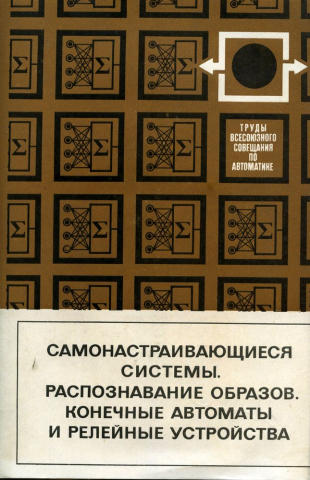 ТРУДЫ
ВСЕСОЮЗНОГО
СОВЕЩАНИЯ
ПО
АВТОМАТИКЕ
Σ Σ Σ
Σ Σ Σ
Σ Σ
Σ Σ Σ
Σ Σ Σ
САМОНАСТРАИВАЮЩИЕСЯ
СИСТЕМЫ.
РАСПОЗНАВАНИЕ ОБРАЗОВ.
КОНЕЧНЫЕ АВТОМАТЫ
И РЕЛЕЙНЫЕ УСТРОЙСТВА